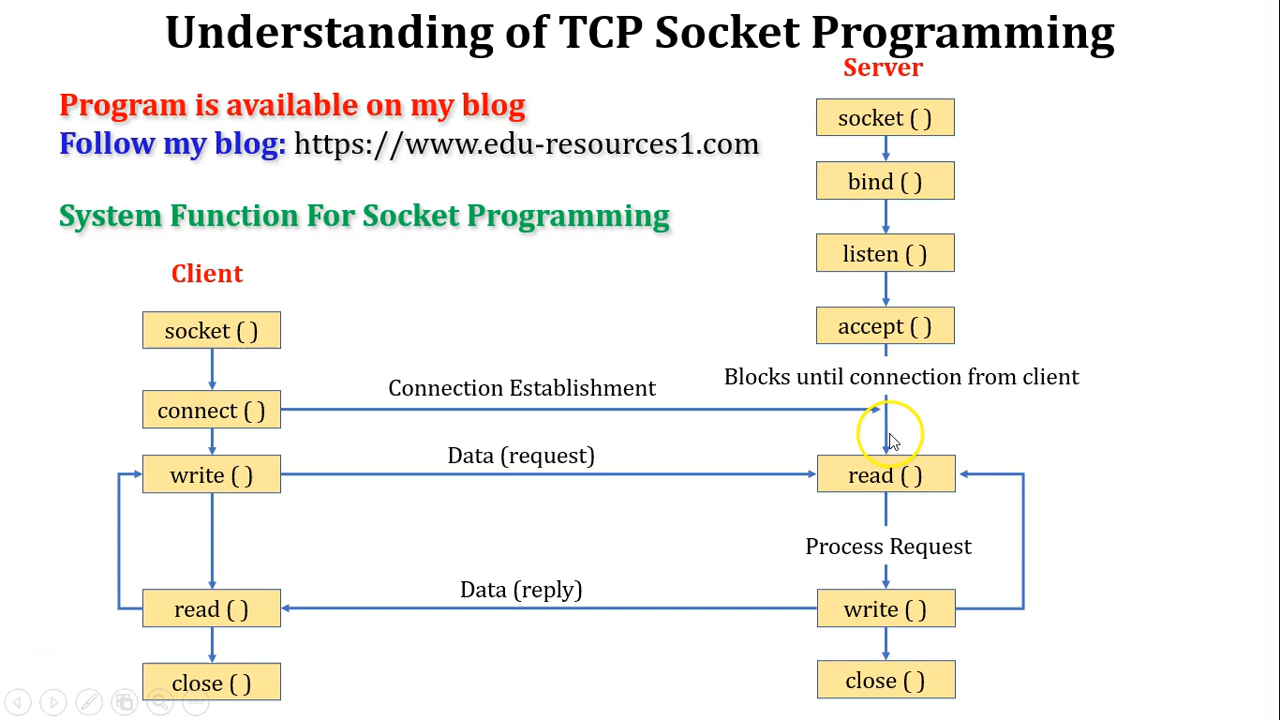 Understanding of TCP Socket Programming
Server
Program is available on my blog
Follow my blog: https://www.edu-resources1.com
System Function For Socket Programming
Client
socket ( )
bind ( )
listen ( )
accept ( )
Blocks until connection from client
socket ( )
connect ( )
Connection Establishment
write ( )
Data (request)
read ( )
Process Request
read ( )
Data (reply)
write ( )
close ( )
close ( )